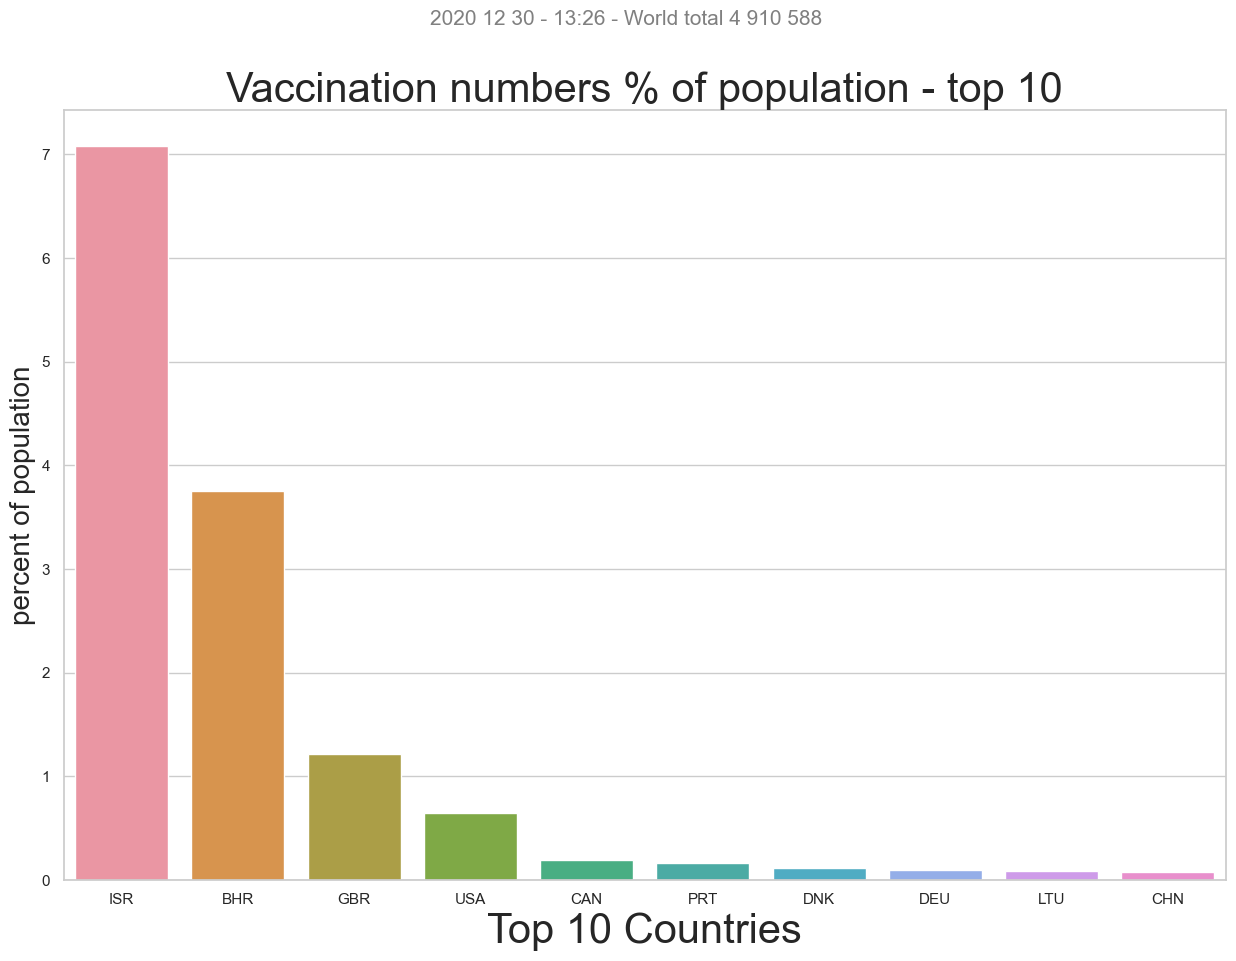 2020 12 30 - 13:26 - World total 4 910 588
Vaccination numbers % of population - top 10
percent of population
7
6
5
4
3
2
1
0
ISR BHR GBR USA CAN PRT DNK DEU LTU CHN
Top 10 Countries